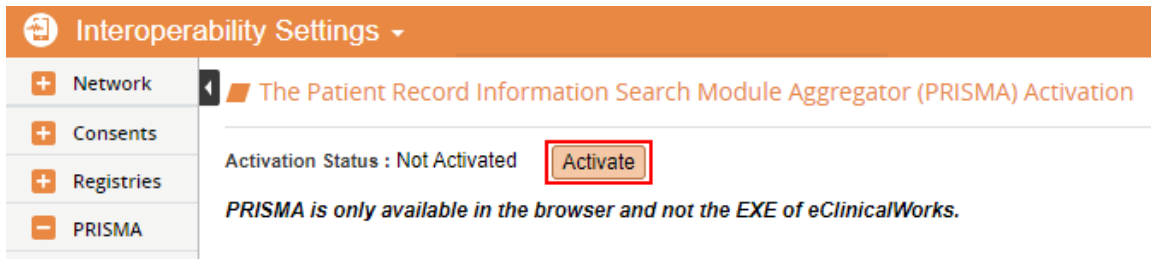 Interoperability Settings
Network
The Patient Record Information Search Module Aggregator (PRISMA) Activation
Consents
Activation Status : Not Activated Activate
Registries
PRISMA is only available in the browser and not the EXE of eClinicalWorks.
PRISMA